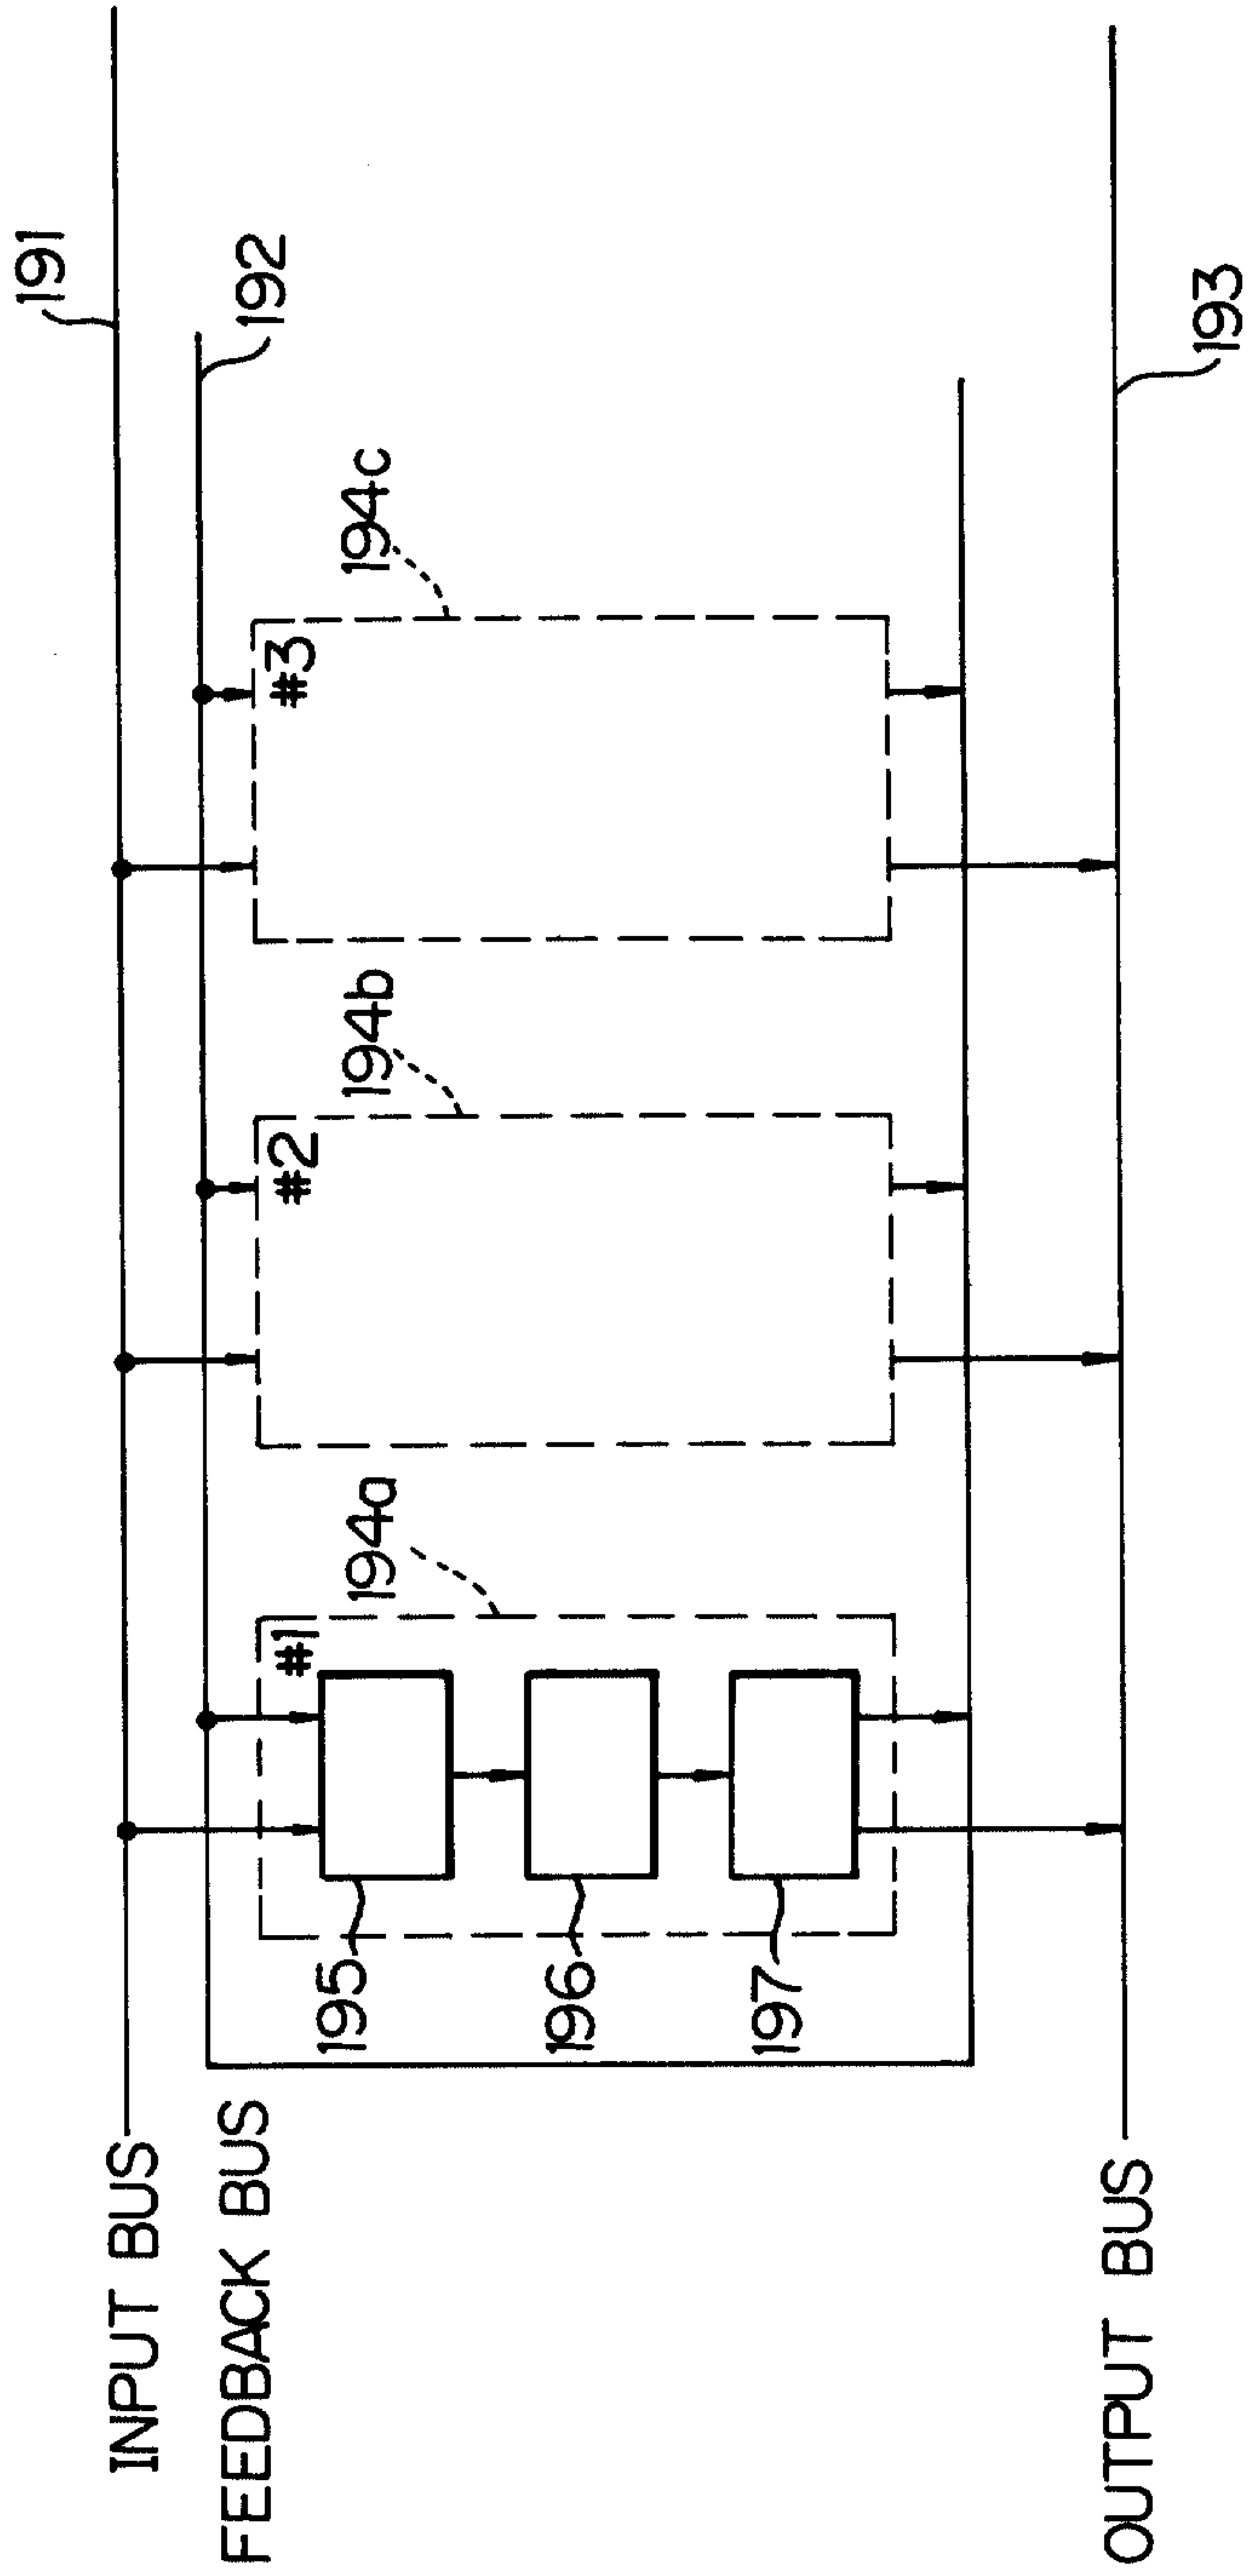 191
INPUT BUS
192
FEEDBACK BUS
#1
#2
#3
194a
194b
194c
195
196
197
193
OUTPUT BUS